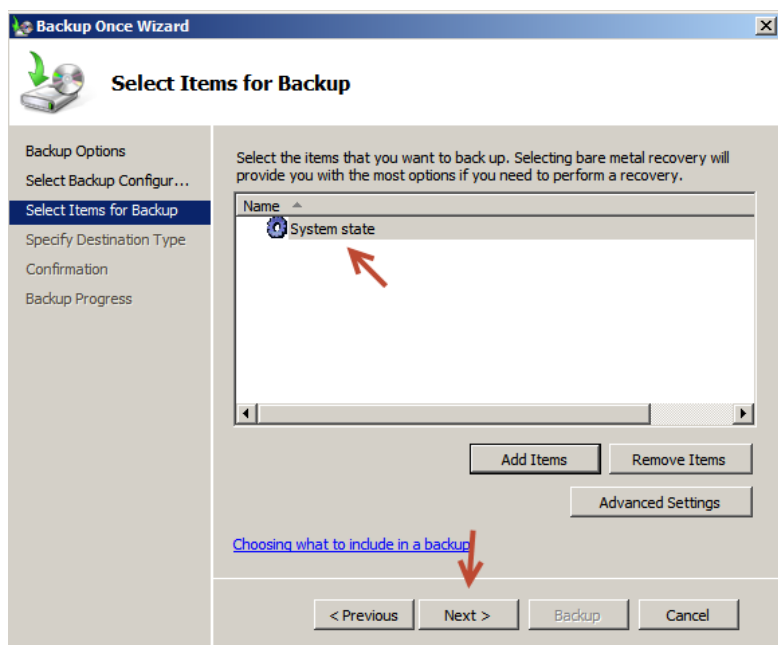 Backup Once Wizard
Select Items for Backup
Backup Options
Select Backup Configur...
Select Items for Backup
Specify Destination Type
Confirmation
Backup Progress
Select the items that you want to back up. Selecting bare metal recovery will
provide you with the most options if you need to perform a recovery.
Name
System state
Add Items
Remove Items
Advanced Settings
Choosing what to include in a backup
< Previous
Next >
Backup
Cancel